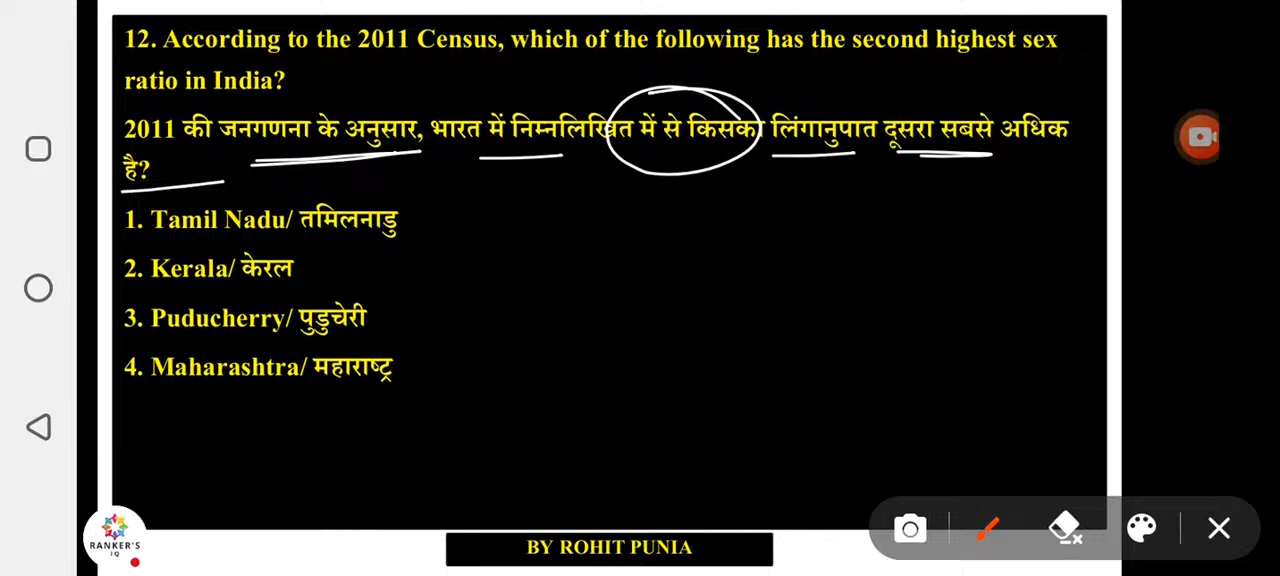 12. According to the 2011 Census, which of the following has the second highest sex
ratio in India?
2011 की जनगणना के अनुसार, भारत में निम्नलिखित में से किसका लिंगानुपात दूसरा सबसे अधिक
है?
1. Tamil Nadu/ तमिलनाडु
2. Kerala/ केरल
3. Puducherry/ पुडुचेरी
4. Maharashtra/ महाराष्ट्र
RANKER'S
IQ
BY ROHIT PUNIA